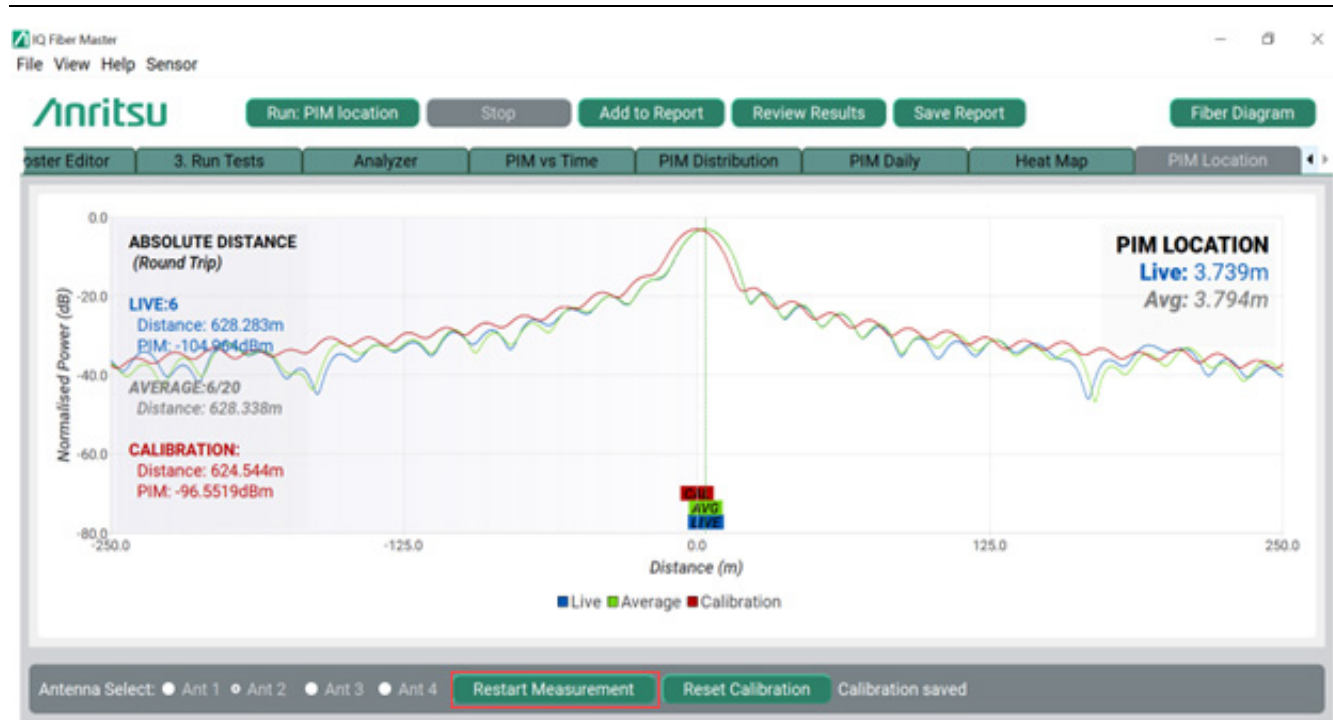 IQ Fiber Master
File View Help Sensor
Anritsu
Run: PIM location
Stop
Add to Report
Review Results
Save Report
Fiber Diagram
oster Editor
3. Run Tests
Analyzer
PIM vs Time
PIM Distribution
PIM Daily
Heat Map
PIM Location
ABSOLUTE DISTANCE
(Round Trip)
LIVE:6
Distance: 628.283m
PIM: -104.964dBm
AVERAGE:6/20
Distance: 628.338m
CALIBRATION:
Distance: 624.544m
PIM: -96.5519dBm
PIM LOCATION
Live: 3.739m
Avg: 3.794m
Normalised Power (dB)
0.0
-20.0
-40.0
-60.0
-80.0
-250.0
-125.0
0.0
125.0
250.0
AVG
LIVE
Distance (m)
Live
Average
Calibration
Antenna Select: Ant 1 Ant 2 Ant 3 Ant 4
Restart Measurement
Reset Calibration
Calibration saved